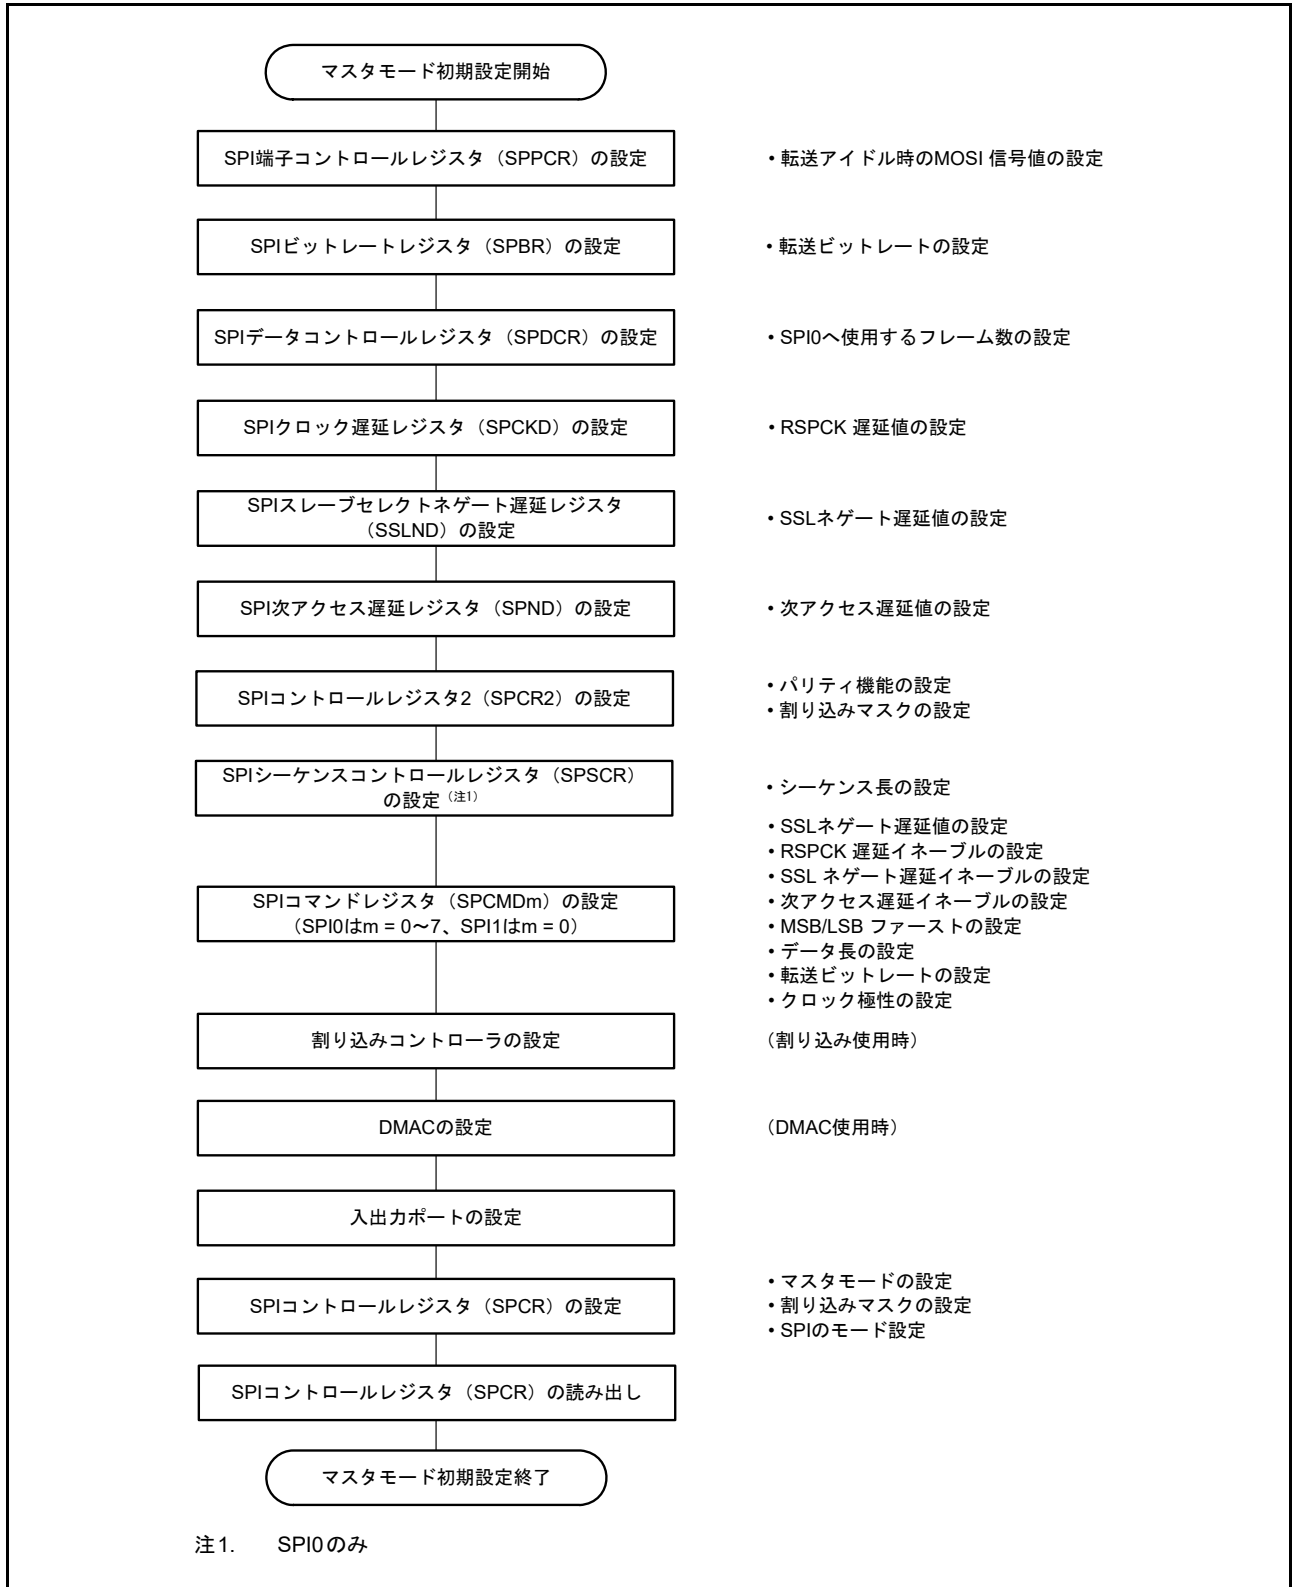 マスタモード初期設定開始
SPI端子コントロールレジスタ（SPPCR）の設定
• 転送アイドル時のMOSI 信号値の設定
SPIビットレートレジスタ（SPBR）の設定
• 転送ビットレートの設定
SPIデータコントロールレジスタ（SPDCR）の設定
• SPI0へ使用するフレーム数の設定
SPIクロック遅延レジスタ（SPCKD）の設定
• RSPCK 遅延値の設定
SPIスレーブセレクトネゲート遅延レジスタ
（SSLND）の設定
• SSLネゲート遅延値の設定
SPI次アクセス遅延レジスタ（SPND）の設定
• 次アクセス遅延値の設定
SPIコントロールレジスタ2（SPCR2）の設定
• パリティ機能の設定
• 割り込みマスクの設定
SPIシーケンスコントロールレジスタ（SPSCR）
の設定（注1）
• シーケンス長の設定
SPIコマンドレジスタ（SPCMDm）の設定
（SPI0はm = 0～7、SPI1はm = 0）
• SSLネゲート遅延値の設定
• RSPCK 遅延イネーブルの設定
• SSL ネゲート遅延イネーブルの設定
• 次アクセス遅延イネーブルの設定
• MSB/LSB ファーストの設定
• データ長の設定
• 転送ビットレートの設定
• クロック極性の設定
割り込みコントローラの設定
（割り込み使用時）
DMACの設定
（DMAC使用時）
入出力ポートの設定
SPIコントロールレジスタ（SPCR）の設定
• マスタモードの設定
• 割り込みマスクの設定
• SPIのモード設定
SPIコントロールレジスタ（SPCR）の読み出し
マスタモード初期設定終了
注1. SPI0のみ